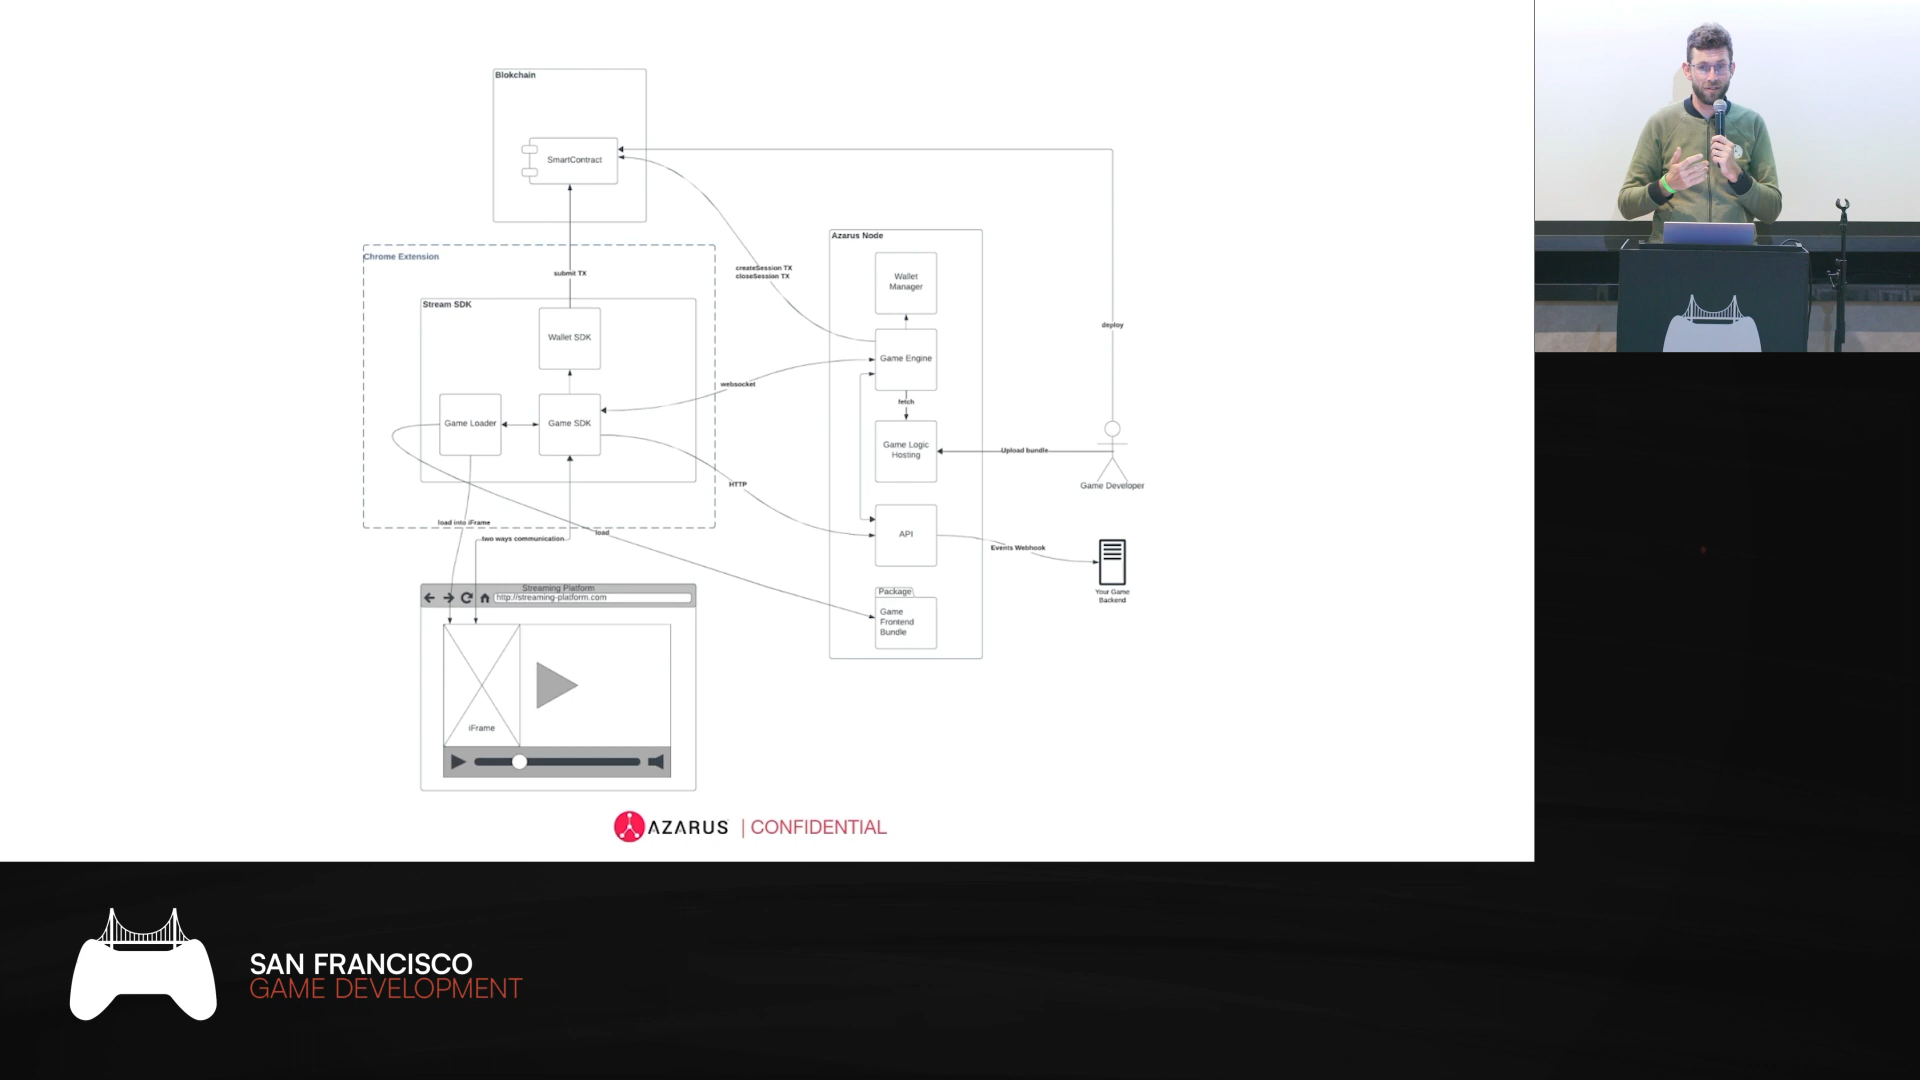 Blokchain
SmartContract
Chrome Extension
submit TX
createSession TX
closeSession TX
Azarus Node
Wallet
Manager
Stream SDK
Wallet SDK
deploy
Game Engine
websocket
fetch
Game Loader
Game SDK
Game Logic
Hosting
Upload bundle
Game Developer
HTTP
load into iFrame
two ways communication
load
API
Events Webhook
Your Game
Backend
Streaming Platform
http://streaming-platform.com
Package
Game
Frontend
Bundle
iFrame
AZARUS | CONFIDENTIAL
SAN FRANCISCO
GAME DEVELOPMENT